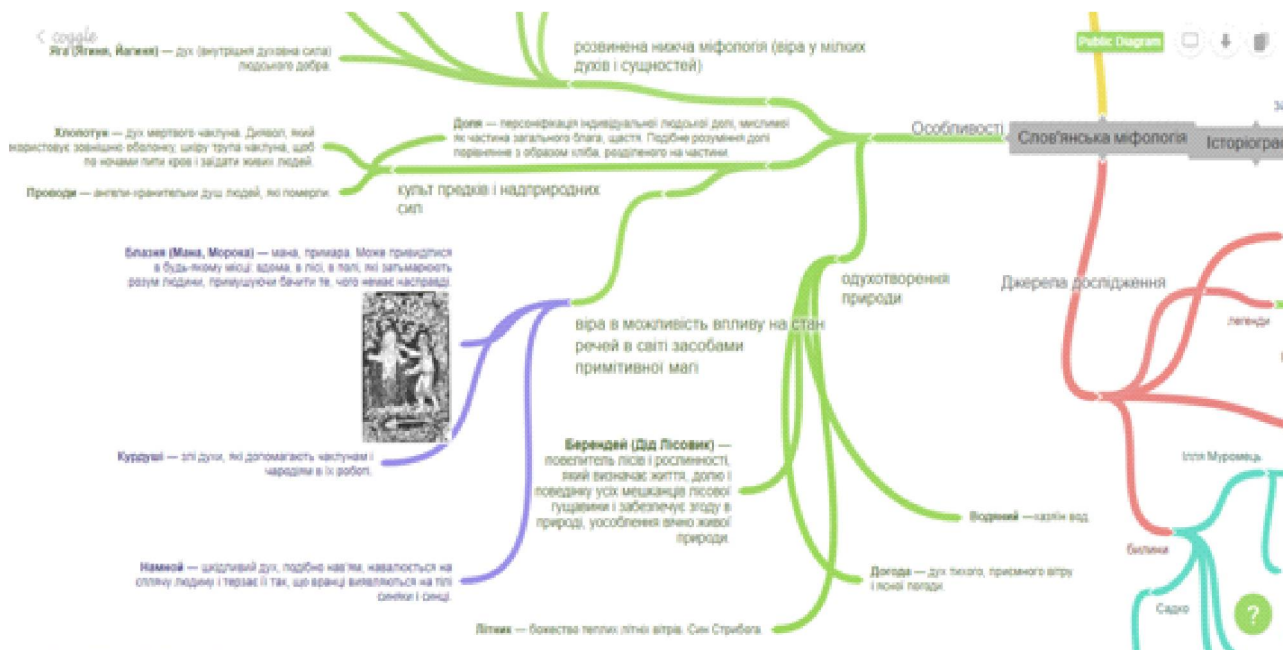 coggle
Яга (Ягиня, Йагиня) — дух (внутрішня духовна сила)
людського добра.
розвинена нижча міфологія (віра у мілких
духів і сущностей)
Public Diagram
Хлопотун — дух мертвого чаклуна. Диявол, який
користовує зовнішню оболонку, шкіру трупа чаклуна, щоб
по ночами пити кров і заїдати живих людей.
Доля — персоніфікація індивідуальної людської долі, мислимої
як частина загального блага, щастя. Подібне розуміння долі
порівнянне з образом хліба, розділеного на частини.
Особливості
Слов'янська міфологія
Історіогра
Проводи — ангели-хранительки душ людей, які померли.
культ предків і надприродних
сил
Блазня (Мана, Морока) — мана, примара. Може привидітися
в будь-якому місці: вдома, в лісі, в полі, які затьмарюють
розум людини, примушуючи бачити те, чого немає насправді.
одухотворення
природи
Джерела дослідження
легенди
віра в можливість впливу на стан
речей в світі засобами
примітивної магі
Курдуші — злі духи, які допомагають чаклунам і
чародіям в їх роботі.
Берендей (Дід Лісовик) —
повелитель лісів і рослинності,
який визначає життя, долю і
поведінку усіх мешканців лісової
гущавини і забезпечує згоду в
природі, уособлення вічно живої
природи.
Ілля Муромець
Водяний —хазяїн вод.
билини
Намной — шкідливий дух, подібно нав'ям, навалюється на
сплячу людину і терзає її так, що вранці виявляються на тілі
синяки і синці.
Догода — дух тихого, приємного вітру
і ясної погоди.
Садко
Літник — божество теплих літніх вітрів. Син Стрибога.
?